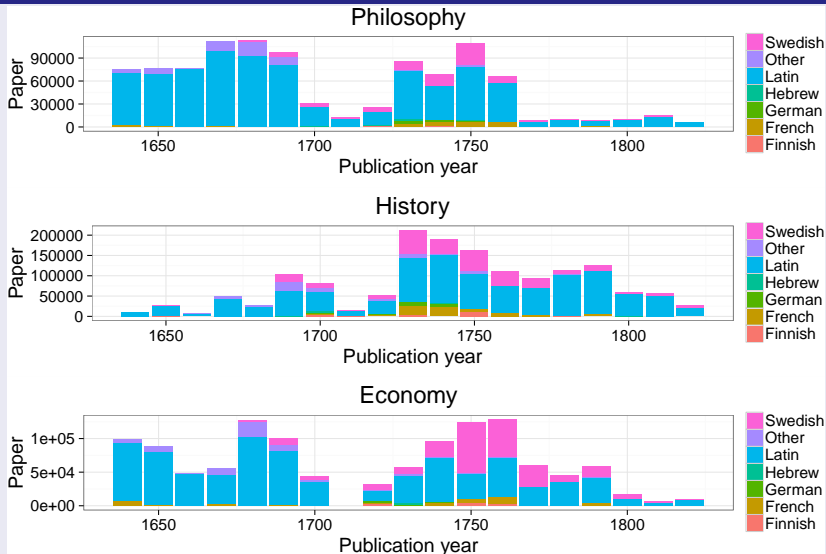 Philosophy
Paper
90000
60000
30000
0
1650
1700
1750
1800
Publication year
Swedish
Other
Latin
Hebrew
German
French
Finnish
History
Paper
200000
150000
100000
50000
0
1650
1700
1750
1800
Publication year
Swedish
Other
Latin
Hebrew
German
French
Finnish
Economy
Paper
1e+05
5e+04
0e+00
1650
1700
1750
1800
Publication year
Swedish
Other
Latin
Hebrew
German
French
Finnish